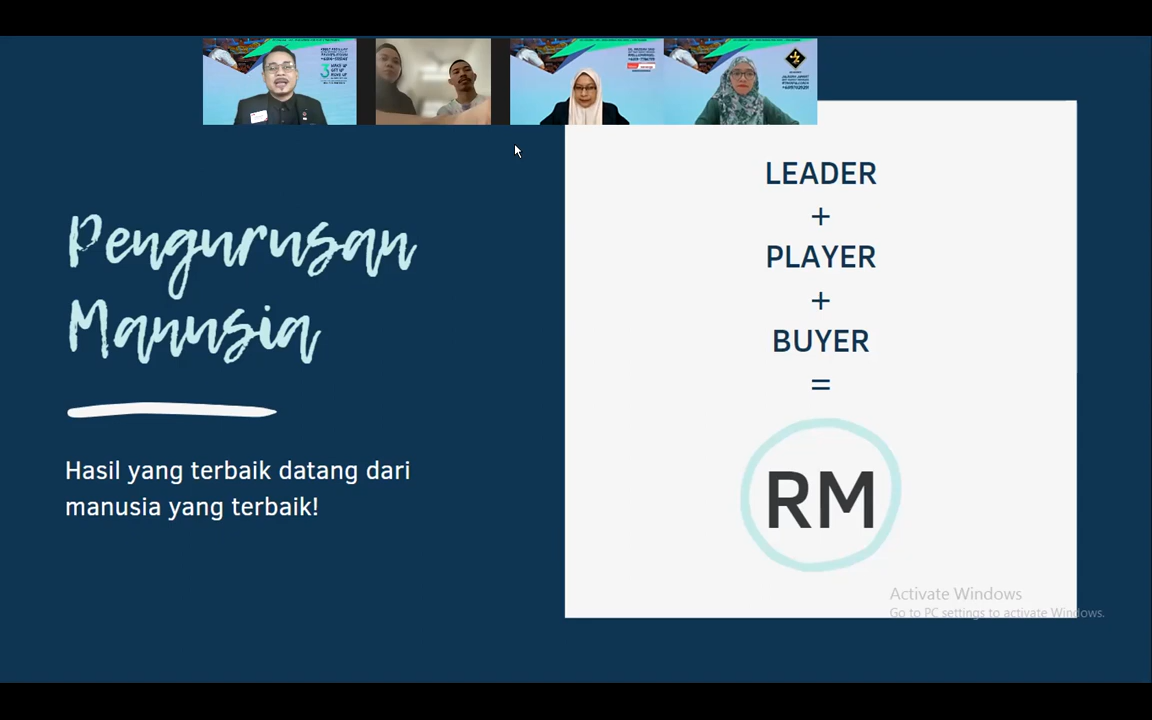 Pengurusan
Manusia
Hasil yang terbaik datang dari
manusia yang terbaik!
LEADER
+
PLAYER
+
BUYER
=
RM
Activate Windows
Go to PC settings to activate Windows.